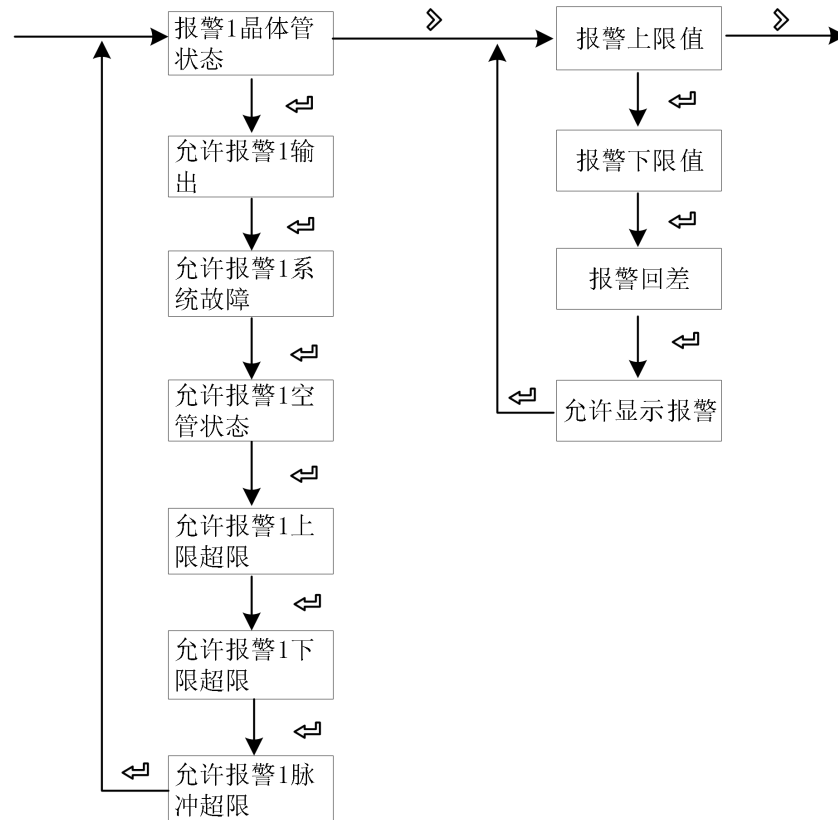 报警1晶体管
状态
允许报警1输
出
允许报警1系
统故障
允许报警1空
管状态
允许报警1上
限超限
允许报警1下
限超限
允许报警1脉
冲超限
报警上限值
报警下限值
报警回差
允许显示报警